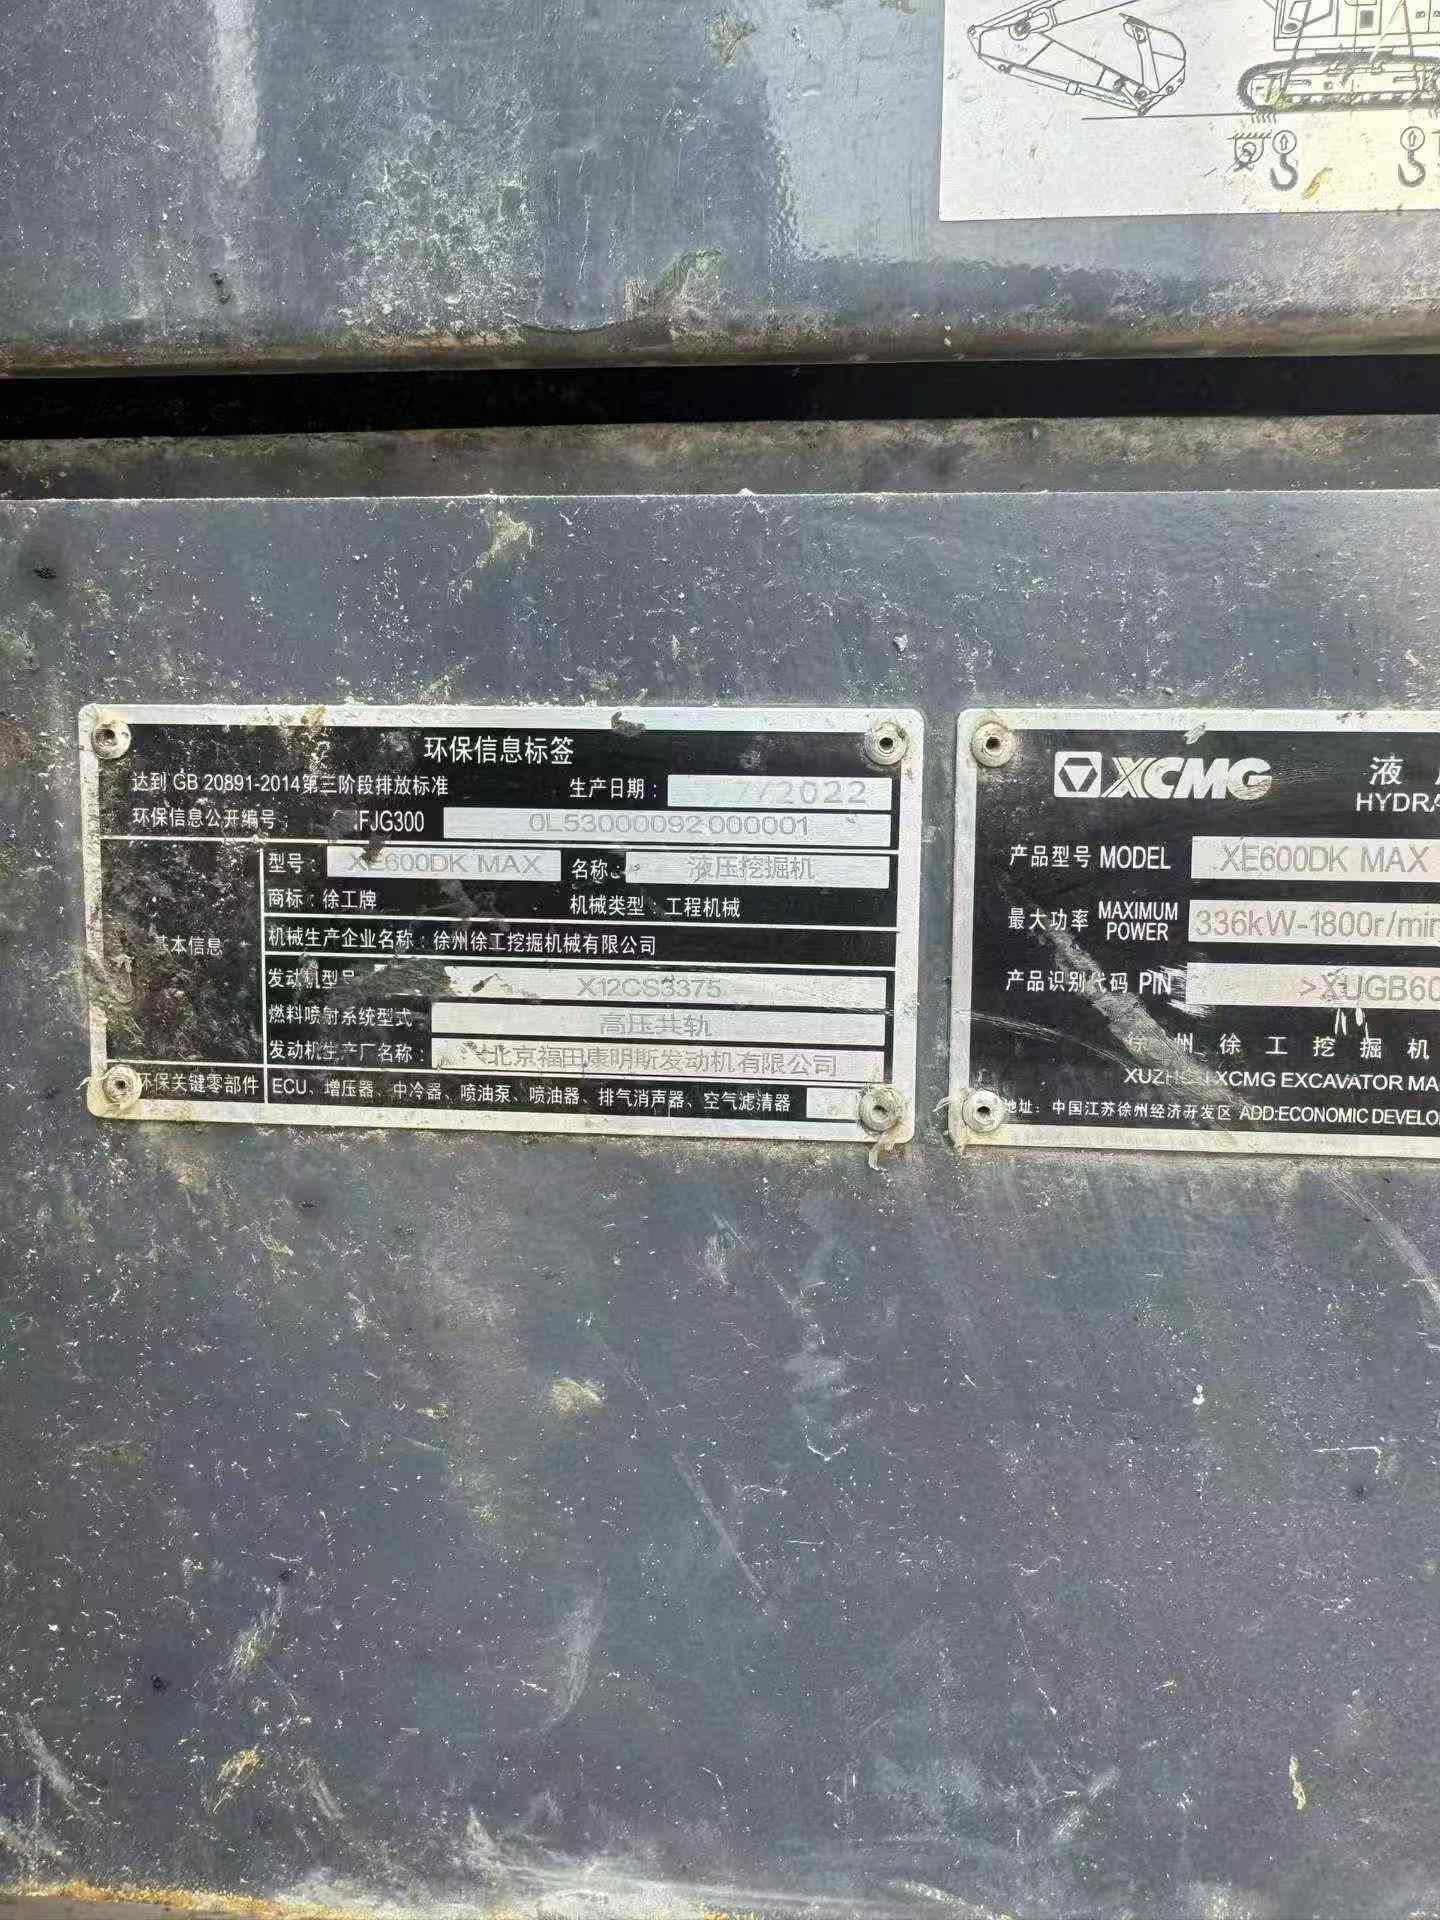 环保信息标签
达到 GB 20891-2014第三阶段排放标准 生产日期: 7/2022
环保信息公开编号: FJG300 0L53000092 000001
基本信息
型号: XE600DK MAX 名称: 液压挖掘机
商标: 徐工牌 机械类型: 工程机械
机械生产企业名称: 徐州徐工挖掘机械有限公司
发动机型号 X12CS3375
燃料喷射系统型式: 高压共轨
发动机生产厂名称: 北京福田康明斯发动机有限公司
环保关键零部件 ECU、增压器、中冷器、喷油泵、喷油器、排气消声器、空气滤清器
XCMG 液
HYDRA
产品型号 MODEL XE600DK MAX
最大功率 MAXIMUM POWER 336kW-1800r/min
产品识别代码 PIN >XUGB60
徐 州 徐 工 挖 掘 机
XUZHOU XCMG EXCAVATOR MA
地址: 中国江苏徐州经济开发区 ADD:ECONOMIC DEVELO